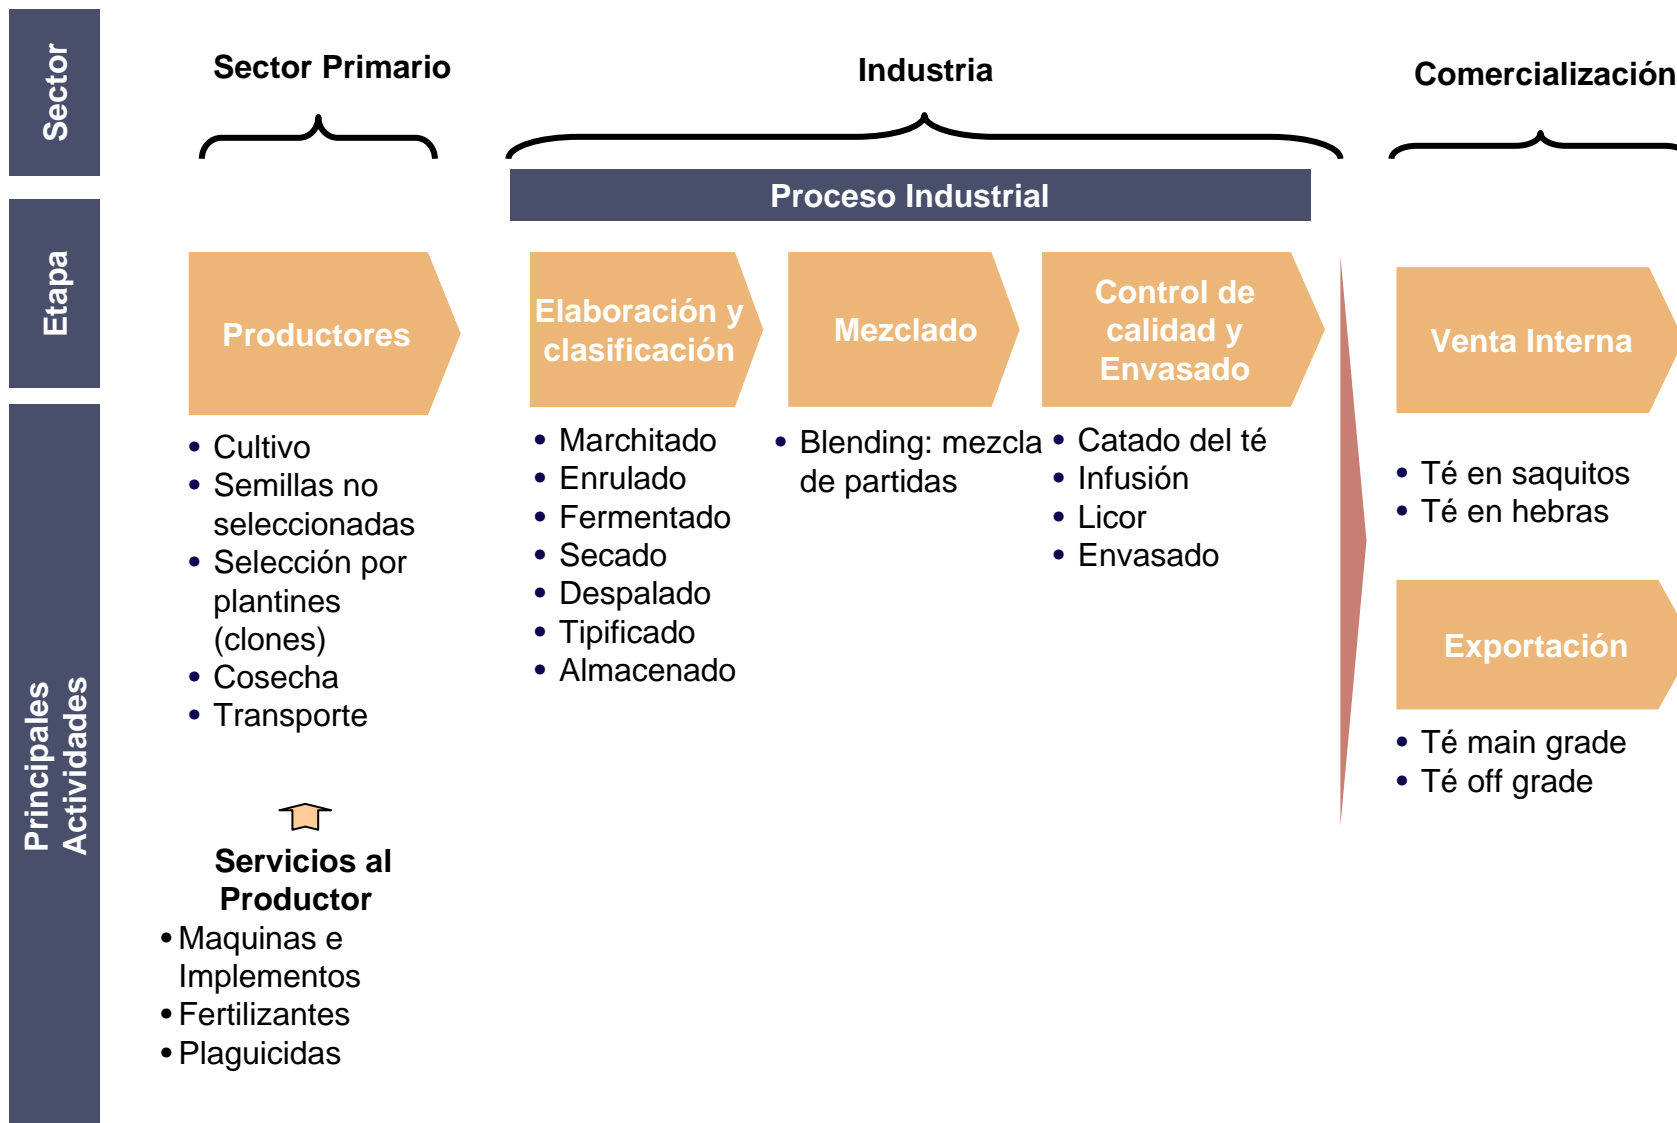 Sector
Sector Primario
Industria
Comercialización
Proceso Industrial
Etapa
Productores
Elaboración y
clasificación
Mezclado
Control de
calidad y
Envasado
Venta Interna
Principales
Actividades
• Cultivo
• Semillas no
seleccionadas
• Selección por
plantines
(clones)
• Cosecha
• Transporte
Servicios al
Productor
• Maquinas e
Implementos
• Fertilizantes
• Plaguicidas
• Marchitado
• Enrulado
• Fermentado
• Secado
• Despalado
• Tipificado
• Almacenado
• Blending: mezcla
de partidas
• Catado del té
• Infusión
• Licor
• Envasado
• Té en saquitos
• Té en hebras
Exportación
• Té main grade
• Té off grade